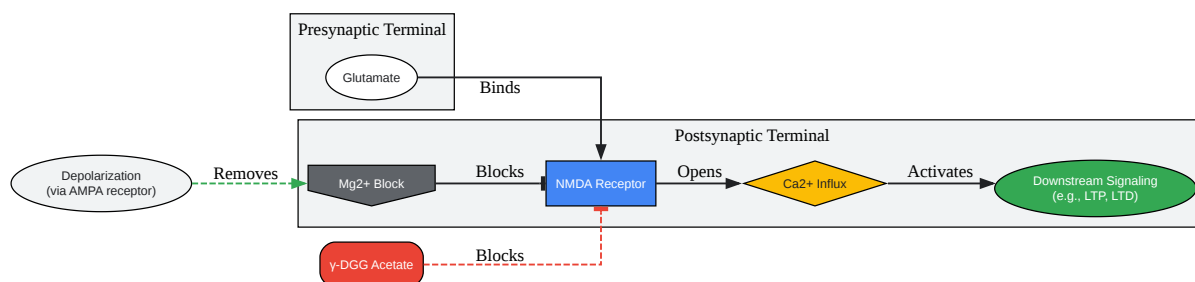 Presynaptic Terminal
Glutamate
Binds
Postsynaptic Terminal
Depolarization
(via AMPA receptor)
Removes
Mg2+ Block
Blocks
NMDA Receptor
Opens
Ca2+ Influx
Activates
Downstream Signaling
(e.g., LTP, LTD)
γ-DGG Acetate
Blocks